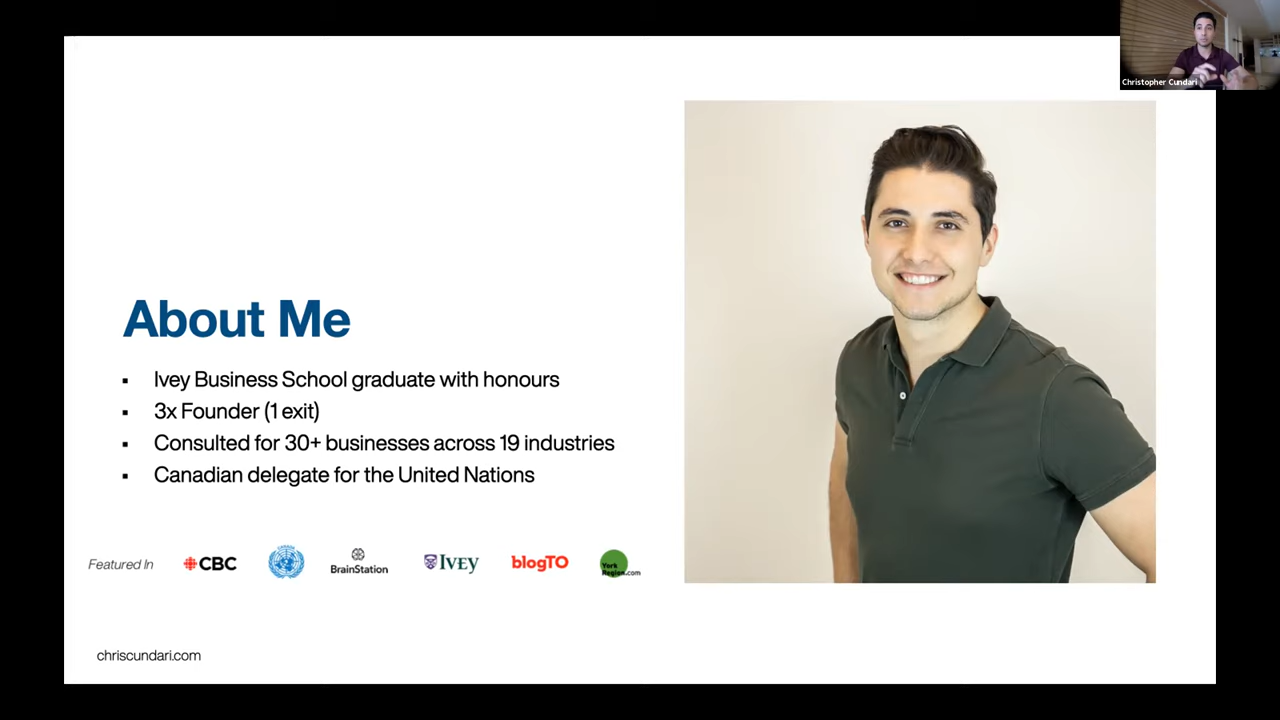 Christopher Cundari
About Me
▪ Ivey Business School graduate with honours
▪ 3x Founder (1 exit)
▪ Consulted for 30+ businesses across 19 industries
▪ Canadian delegate for the United Nations
Featured In
CBC
BrainStation
IVEY
blogTO
York
Region.com
chriscundari.com